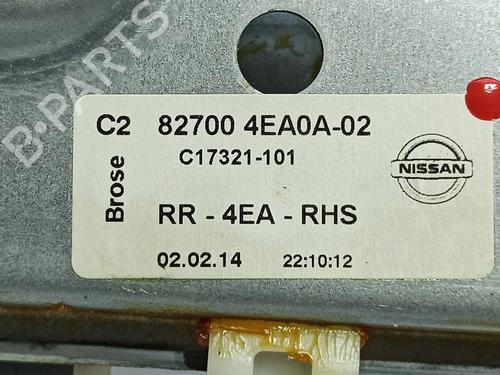 B-PARTS
C2 82700 4EA0A-02
C17321-101
Brose
NISSAN
RR - 4EA - RHS
02.02.14 22:10:12